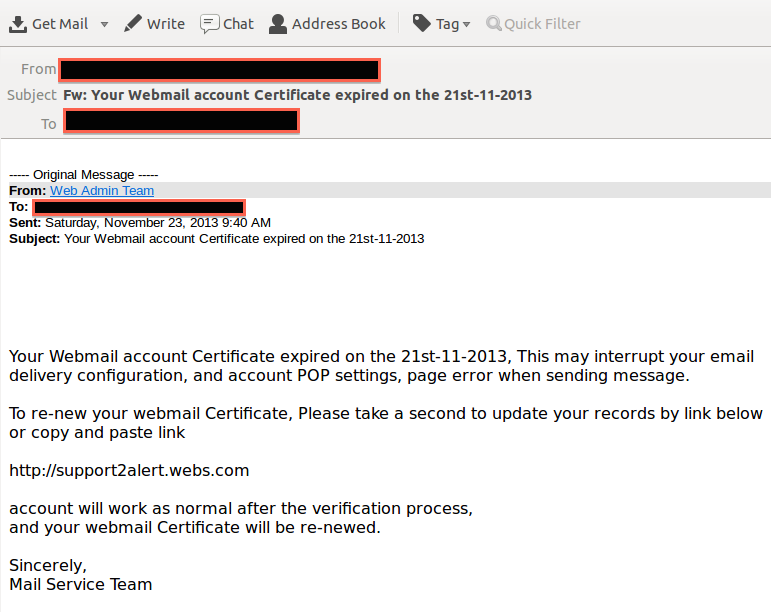 Get Mail Write Chat Address Book Tag Quick Filter
From
Subject Fw: Your Webmail account Certificate expired on the 21st-11-2013
To
----- Original Message -----
From: Web Admin Team
To:
Sent: Saturday, November 23, 2013 9:40 AM
Subject: Your Webmail account Certificate expired on the 21st-11-2013
Your Webmail account Certificate expired on the 21st-11-2013, This may interrupt your email
delivery configuration, and account POP settings, page error when sending message.
To re-new your webmail Certificate, Please take a second to update your records by link below
or copy and paste link
http://support2alert.webs.com
account will work as normal after the verification process,
and your webmail Certificate will be re-newed.
Sincerely,
Mail Service Team